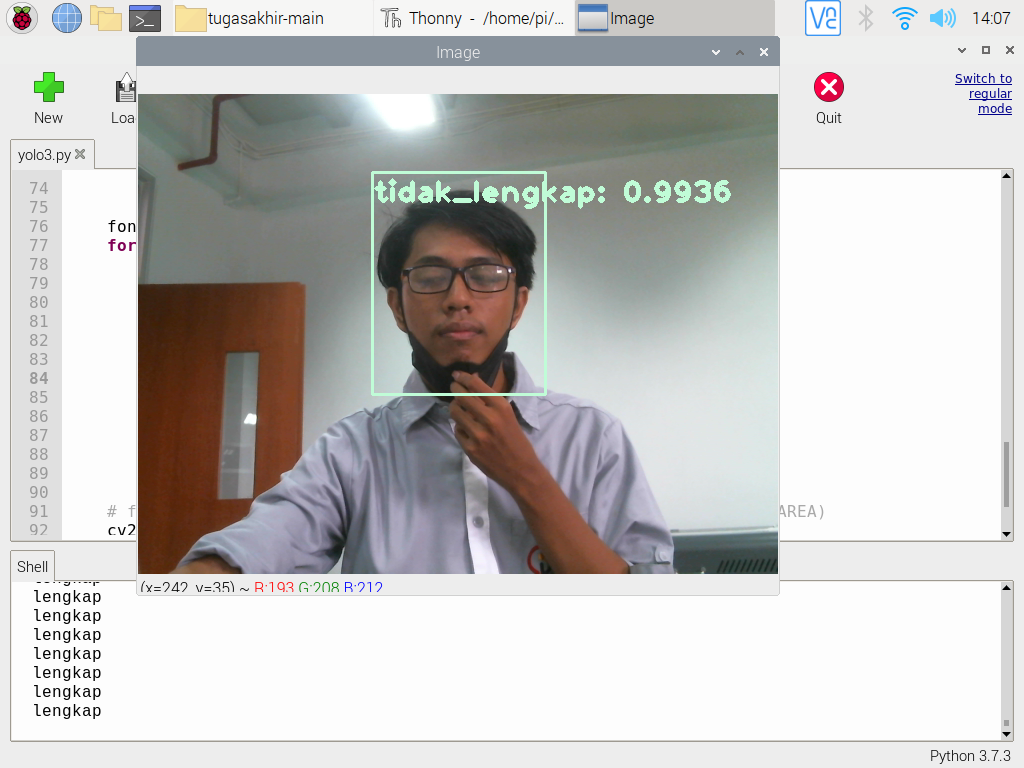 tugasakhir-main
Thonny - /home/pi/...
Image
14:07
Image
New
Loa
Quit
Switch to
regular
mode
yolo3.py
74
75
76 fon
77 for
78
79
80
81
82
83
84
85
86
87
88
89
90
91 # f AREA)
92 cv2
tidak_lengkap: 0.9936
(x=242, y=35) ~ R:193 G:208 B:212
Shell
lengkap
lengkap
lengkap
lengkap
lengkap
lengkap
lengkap
lengkap
Python 3.7.3